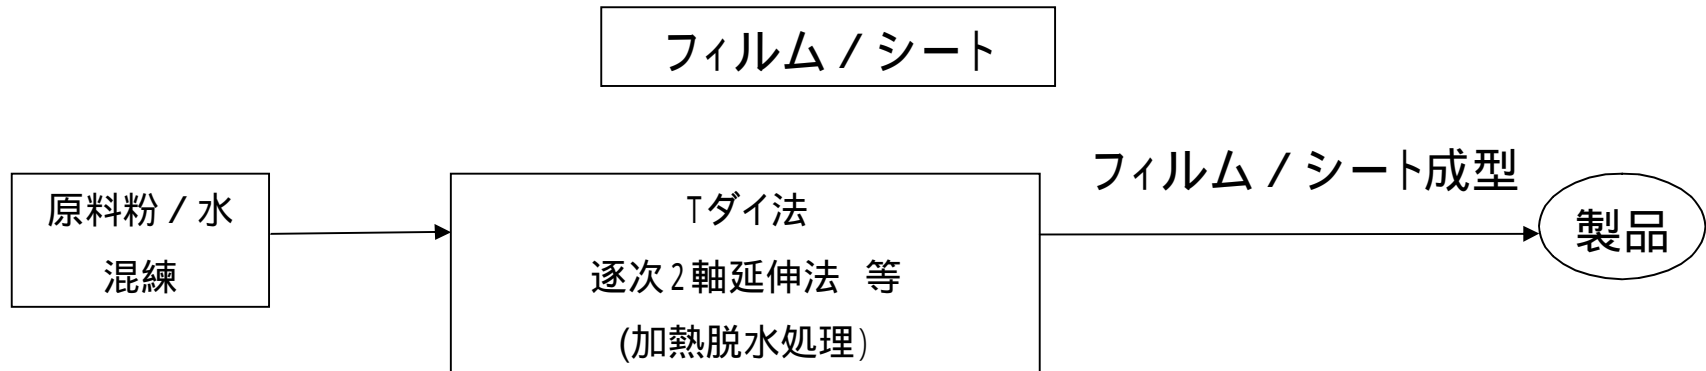 フィルム / シート
フィルム / シート成型
原料粉 / 水
混練
Tダイ法
逐次2軸延伸法 等
(加熱脱水処理)
製品